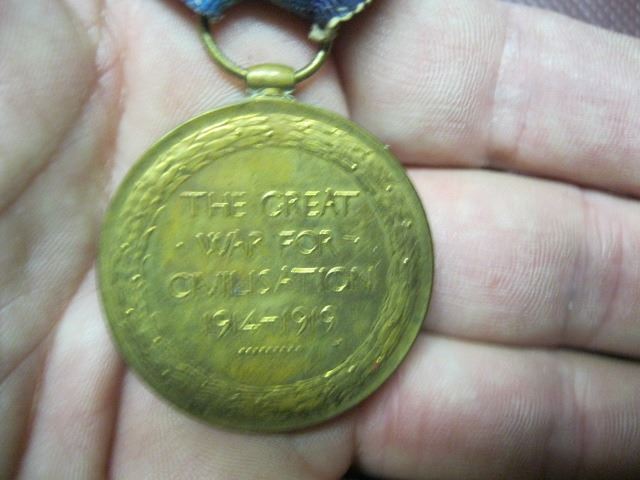 THE GREAT
· WAR FOR ·
CIVILISATION
1914-1919